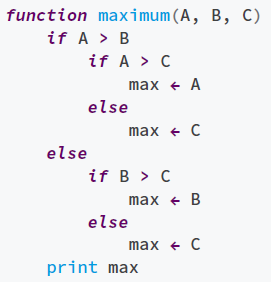 function maximum(A, B, C)
    if A > B
        if A > C
            max ← A
        else
            max ← C
    else
        if B > C
            max ← B
        else
            max ← C
    print max